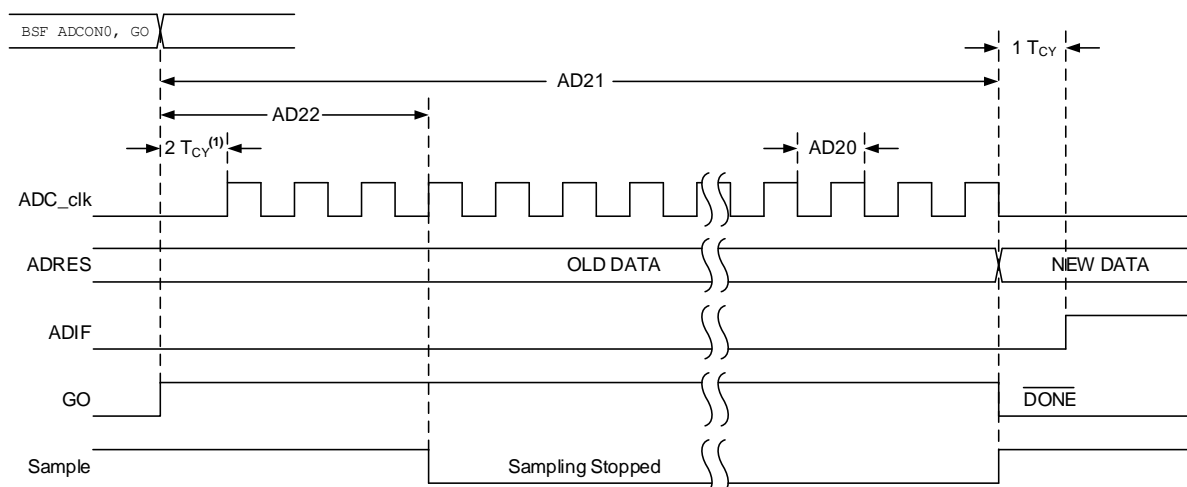 BSF ADCON0, GO
1 TCY
AD21
AD22
2 TCY(1)
AD20
ADC_clk
ADRES
OLD DATA
NEW DATA
ADIF
GO
DONE
Sample
Sampling Stopped